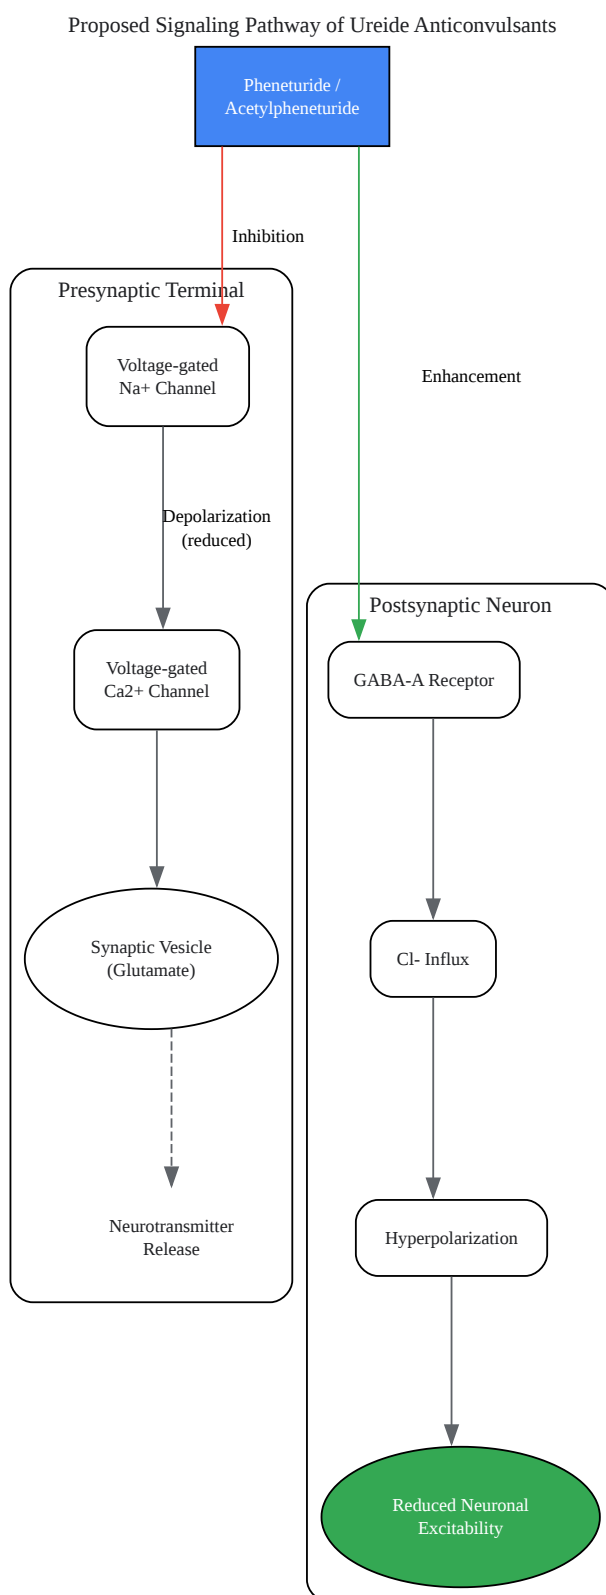 Proposed Signaling Pathway of Ureide Anticonvulsants
Pheneturide /
Acetylpheneturide
Inhibition
Presynaptic Terminal
Voltage-gated
Na+ Channel
Enhancement
Depolarization
(reduced)
Postsynaptic Neuron
Voltage-gated
Ca2+ Channel
GABA-A Receptor
Synaptic Vesicle
(Glutamate)
Cl- Influx
Neurotransmitter
Release
Hyperpolarization
Reduced Neuronal
Excitability